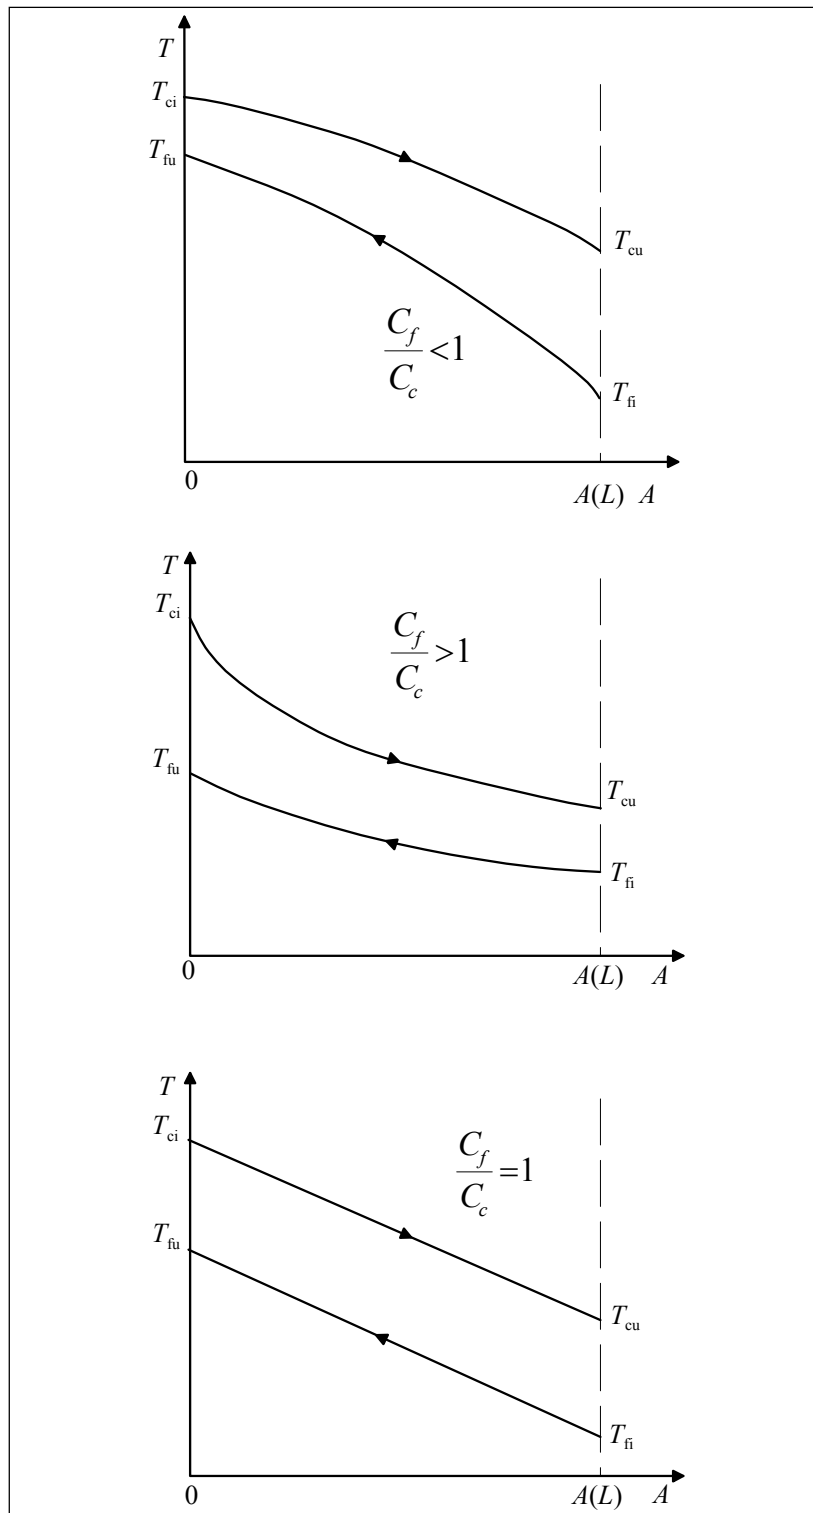 T
T_ci
T_fu
T_cu
C_f/C_c <1
T_fi
0
A(L) A
T
T_ci
C_f/C_c >1
T_fu
T_cu
T_fi
0
A(L) A
T
T_ci
C_f/C_c =1
T_fu
T_cu
T_fi
0
A(L) A